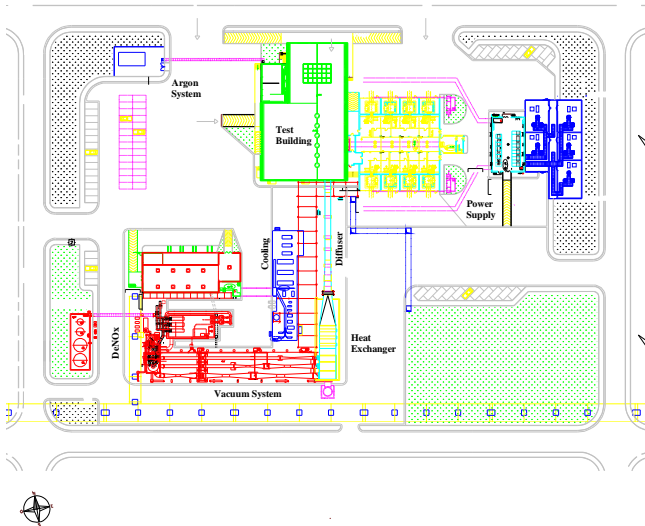 Argon
System
Test
Building
Power
Supply
Cooling
Diffuser
DeNOx
Heat
Exchanger
Vacuum System